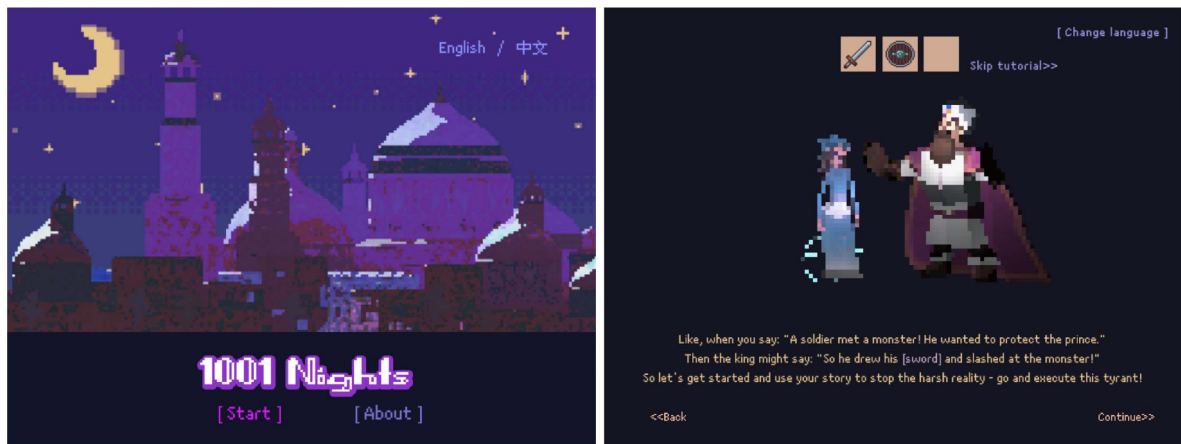 English / 中文
1001 Nights
[ Start ] [ About ]
[ Change language ]
Skip tutorial>>
Like, when you say: "A soldier met a monster! He wanted to protect the prince."
Then the king might say: "So he drew his [sword] and slashed at the monster!"
So let's get started and use your story to stop the harsh reality - go and execute this tyrant!
<<Back Continue>>